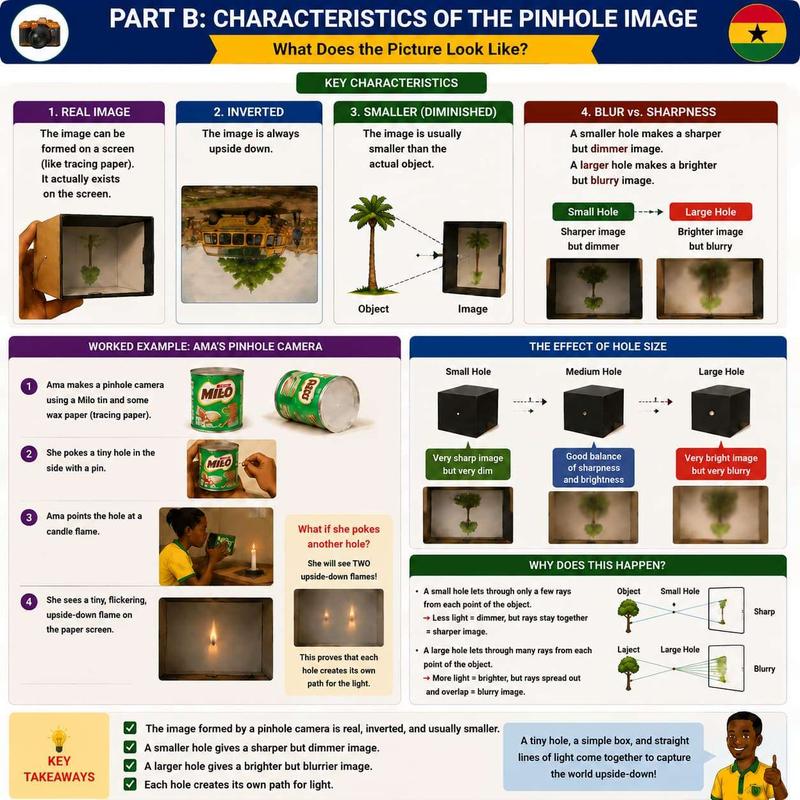 PART B: CHARACTERISTICS OF THE PINHOLE IMAGE
What Does the Picture Look Like?
KEY CHARACTERISTICS
1. REAL IMAGE
The image can be
formed on a screen
(like tracing paper).
It actually exists
on the screen.
2. INVERTED
The image is always
upside down.
3. SMALLER (DIMINISHED)
The image is usually
smaller than the
actual object.
Object
Image
4. BLUR vs. SHARPNESS
A smaller hole makes a sharper
but dimmer image.
A larger hole makes a brighter
but blurry image.
Small Hole
Large Hole
Sharper image
but dimmer
Brighter image
but blurry
WORKED EXAMPLE: AMA'S PINHOLE CAMERA
1
Ama makes a pinhole camera
using a Milo tin and some
wax paper (tracing paper).
MILO
2
She pokes a tiny hole in the
side with a pin.
MILO
3
Ama points the hole at a
candle flame.
4
She sees a tiny, flickering,
upside-down flame on
the paper screen.
What if she pokes
another hole?
She will see TWO
upside-down flames!
This proves that each
hole creates its own
path for the light.
THE EFFECT OF HOLE SIZE
Small Hole
Medium Hole
Large Hole
Very sharp image
but very dim
Good balance
of sharpness
and brightness
Very bright image
but very blurry
WHY DOES THIS HAPPEN?
• A small hole lets through only a few rays
from each point of the object.
→ Less light = dimmer, but rays stay together
= sharper image.
Object
Small Hole
Sharp
• A large hole lets through many rays from each
point of the object.
→ More light = brighter, but rays spread out
and overlap = blurry image.
Laject
Large Hole
Blurry
KEY
TAKEAWAYS
The image formed by a pinhole camera is real, inverted, and usually smaller.
A smaller hole gives a sharper but dimmer image.
A larger hole gives a brighter but blurrier image.
Each hole creates its own path for light.
A tiny hole, a simple box, and straight
lines of light come together to capture
the world upside-down!